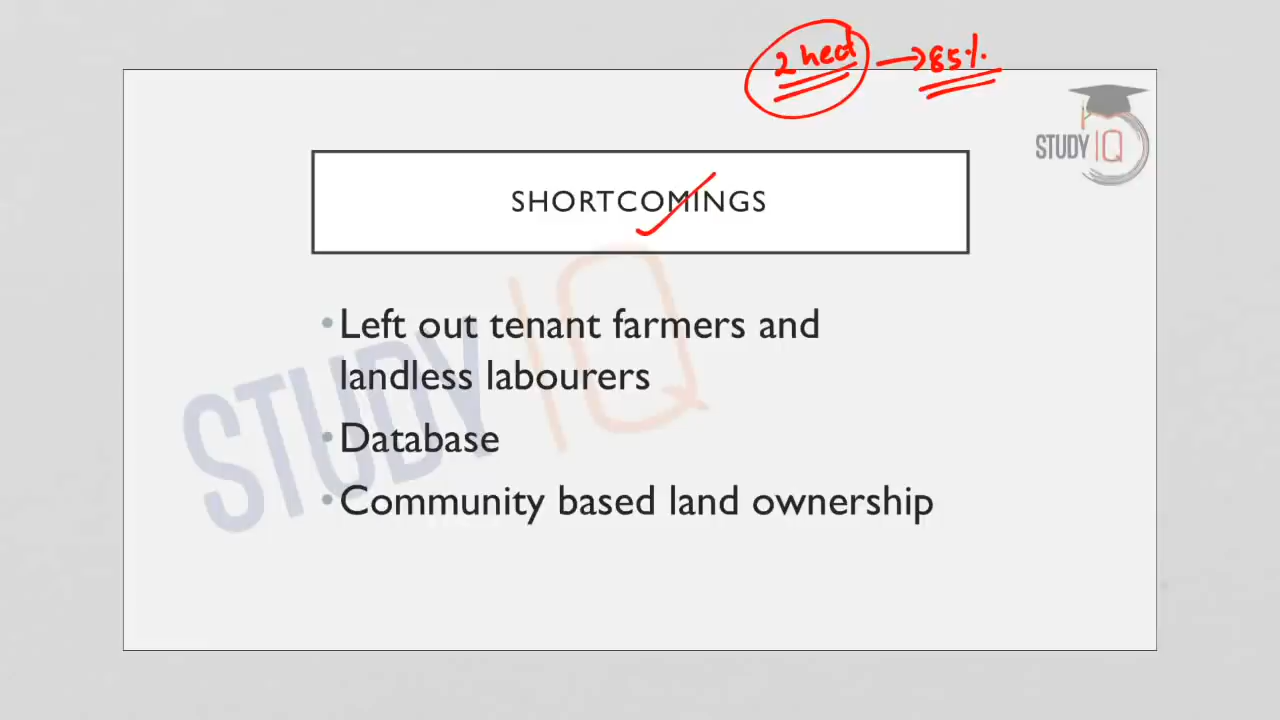 2 hect → 85%
STUDY IQ
SHORTCOMINGS
• Left out tenant farmers and
landless labourers
• Database
• Community based land ownership
STUDY IQ